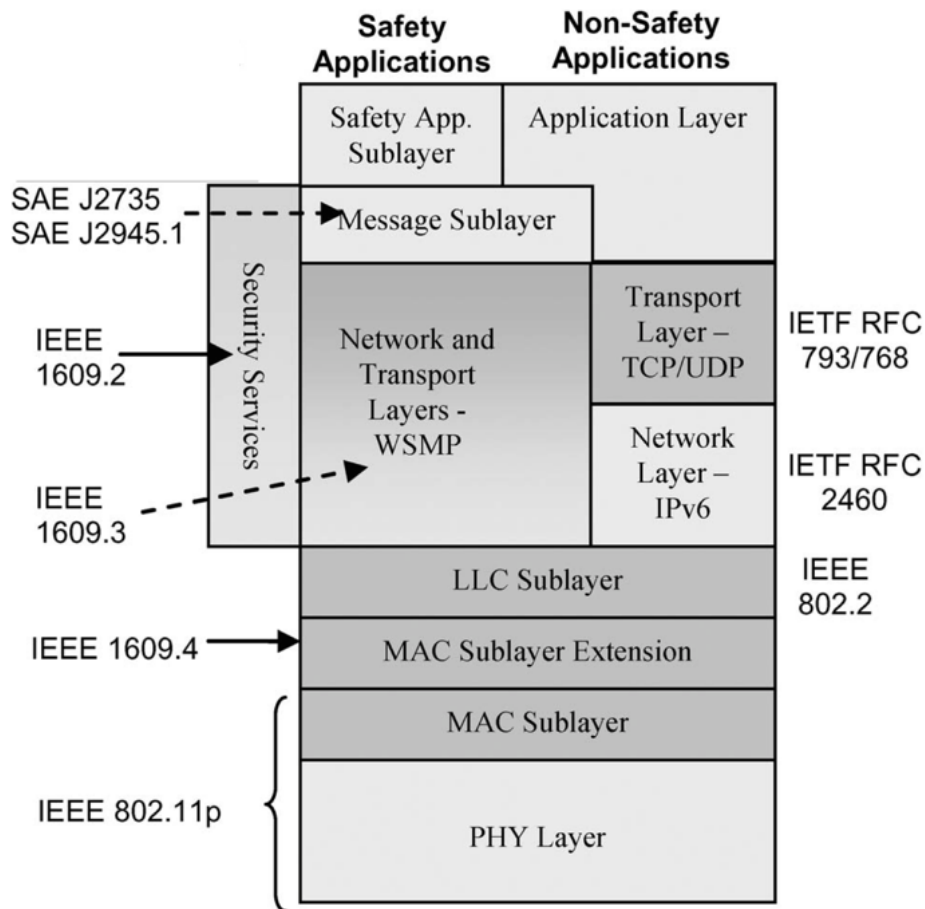 Safety
Applications
Non-Safety
Applications
Safety App.
Sublayer
Application Layer
SAE J2735
SAE J2945.1
Message Sublayer
Security Services
IEEE
1609.2
Network and
Transport
Layers -
WSMP
Transport
Layer –
TCP/UDP
IETF RFC
793/768
Network
Layer –
IPv6
IETF RFC
2460
IEEE
1609.3
LLC Sublayer
IEEE
802.2
IEEE 1609.4
MAC Sublayer Extension
MAC Sublayer
IEEE 802.11p
PHY Layer